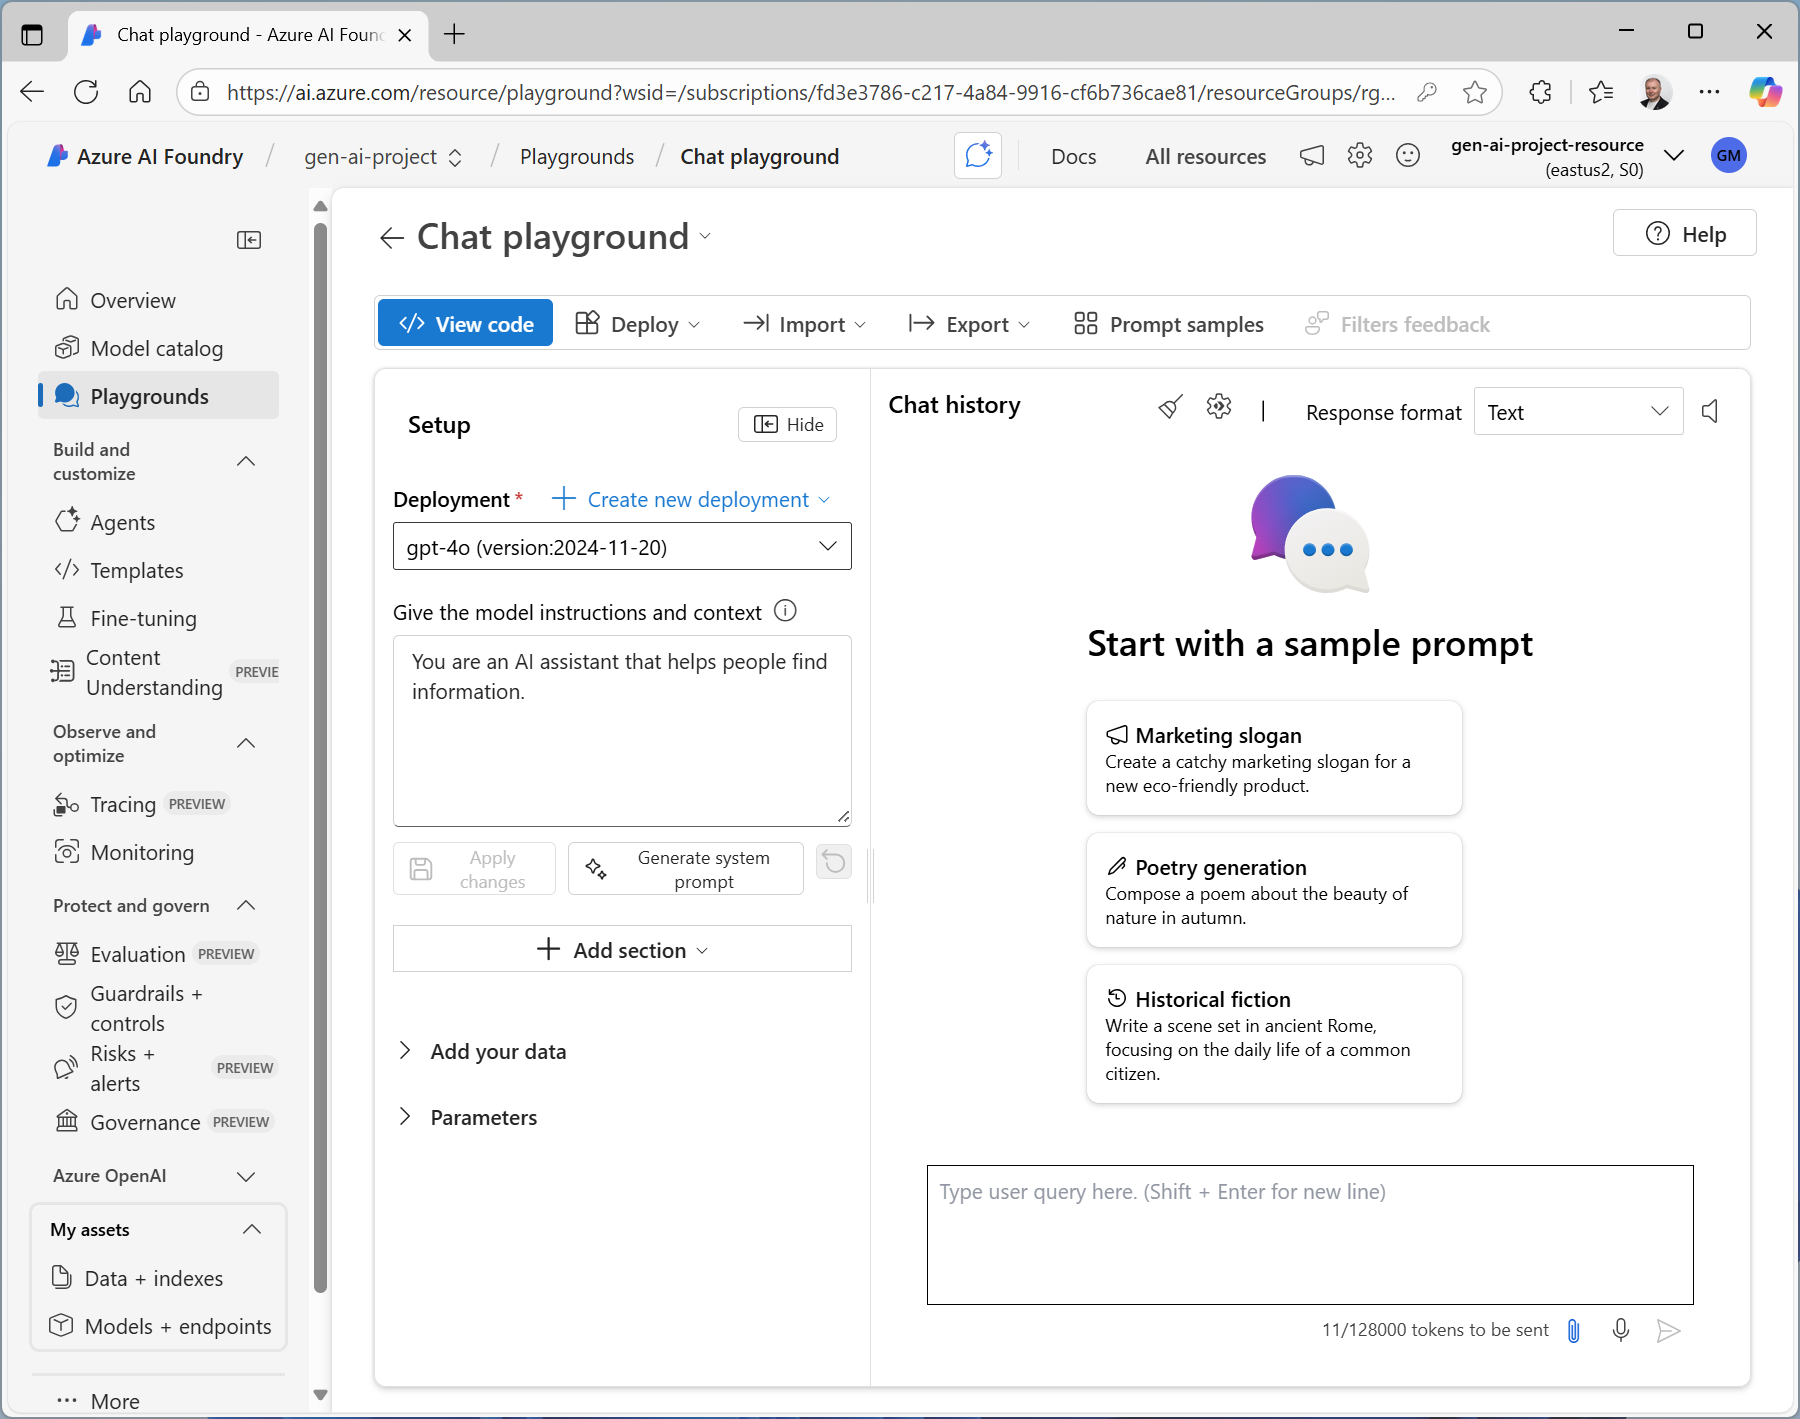 Chat playground - Azure AI Foun
https://ai.azure.com/resource/playground?wsid=/subscriptions/fd3e3786-c217-4a84-9916-cf6b736cae81/resourceGroups/rg...
Azure AI Foundry / gen-ai-project / Playgrounds / Chat playground
Docs
All resources
gen-ai-project-resource
(eastus2, S0)
GM
Overview
Model catalog
Playgrounds
Build and
customize
Agents
Templates
Fine-tuning
Content
Understanding
PREVIE
Observe and
optimize
Tracing PREVIEW
Monitoring
Protect and govern
Evaluation PREVIEW
Guardrails +
controls
Risks +
alerts
PREVIEW
Governance PREVIEW
Azure OpenAI
My assets
Data + indexes
Models + endpoints
More
Chat playground
Help
View code
Deploy
Import
Export
Prompt samples
Filters feedback
Setup
Hide
Deployment *
Create new deployment
gpt-4o (version:2024-11-20)
Give the model instructions and context
You are an AI assistant that helps people find
information.
Apply
changes
Generate system
prompt
Add section
Add your data
Parameters
Chat history
Response format
Text
Start with a sample prompt
Marketing slogan
Create a catchy marketing slogan for a
new eco-friendly product.
Poetry generation
Compose a poem about the beauty of
nature in autumn.
Historical fiction
Write a scene set in ancient Rome,
focusing on the daily life of a common
citizen.
Type user query here. (Shift + Enter for new line)
11/128000 tokens to be sent